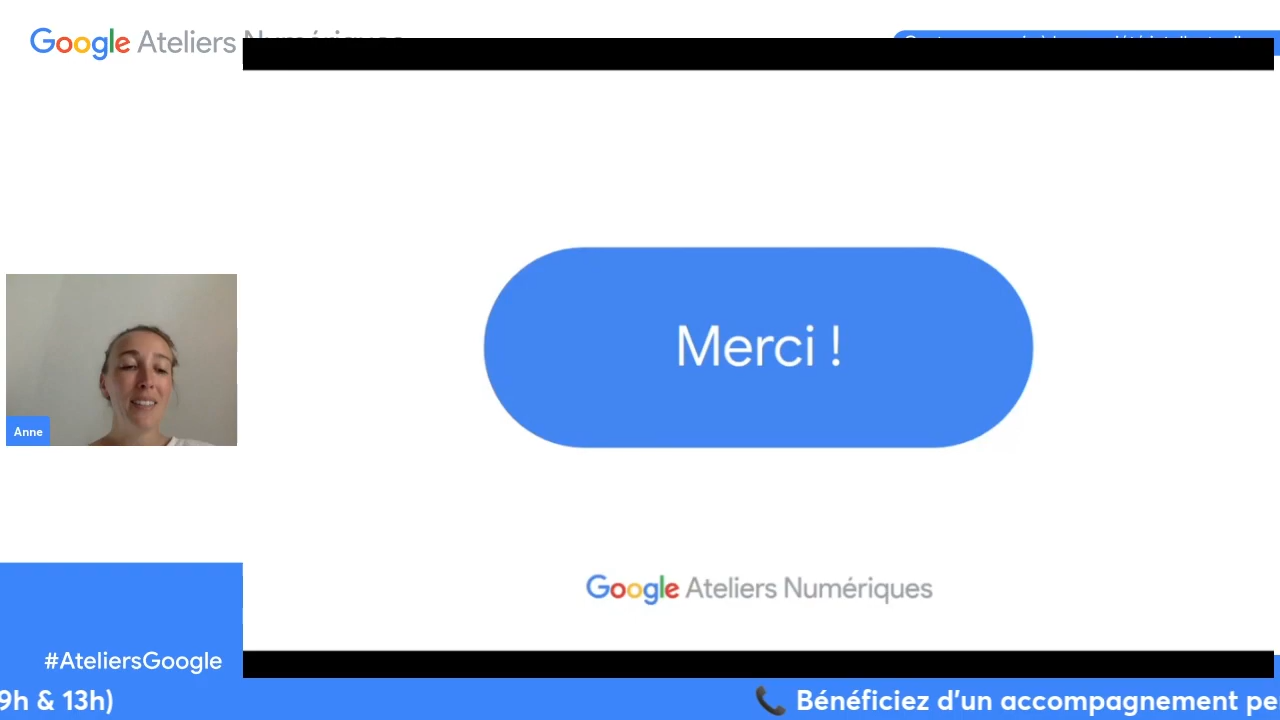 Google Ateliers
Merci !
Anne
Google Ateliers Numériques
#AteliersGoogle
9h & 13h)
📞 Bénéficiez d'un accompagnement pe